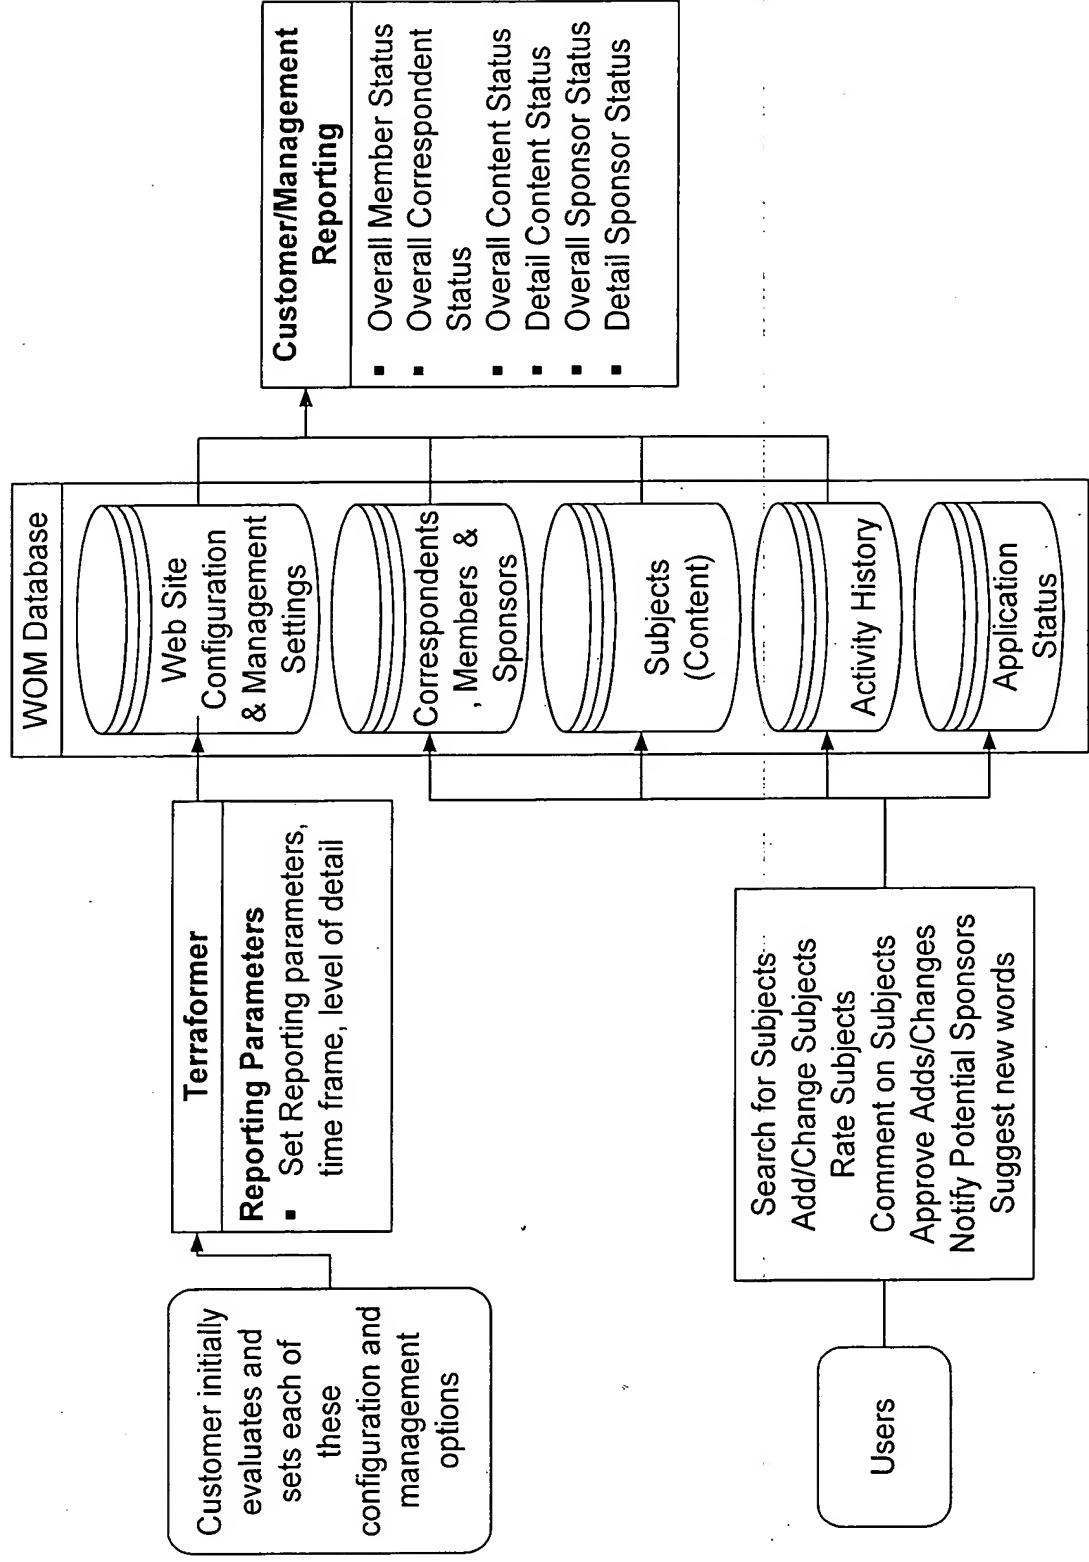 Customer initially
evaluates and
sets each of
these
configuration and
management
options
Terraformer
Reporting Parameters
▪ Set Reporting parameters,
time frame, level of detail
Users
Search for Subjects
Add/Change Subjects
Rate Subjects
Comment on Subjects
Approve Adds/Changes
Notify Potential Sponsors
Suggest new words
WOM Database
Web Site
Configuration
& Management
Settings
Correspondents
, Members &
Sponsors
Subjects
(Content)
Activity History
Application
Status
Customer/Management
Reporting
▪ Overall Member Status
▪ Overall Correspondent
Status
▪ Overall Content Status
▪ Detail Content Status
▪ Overall Sponsor Status
▪ Detail Sponsor Status